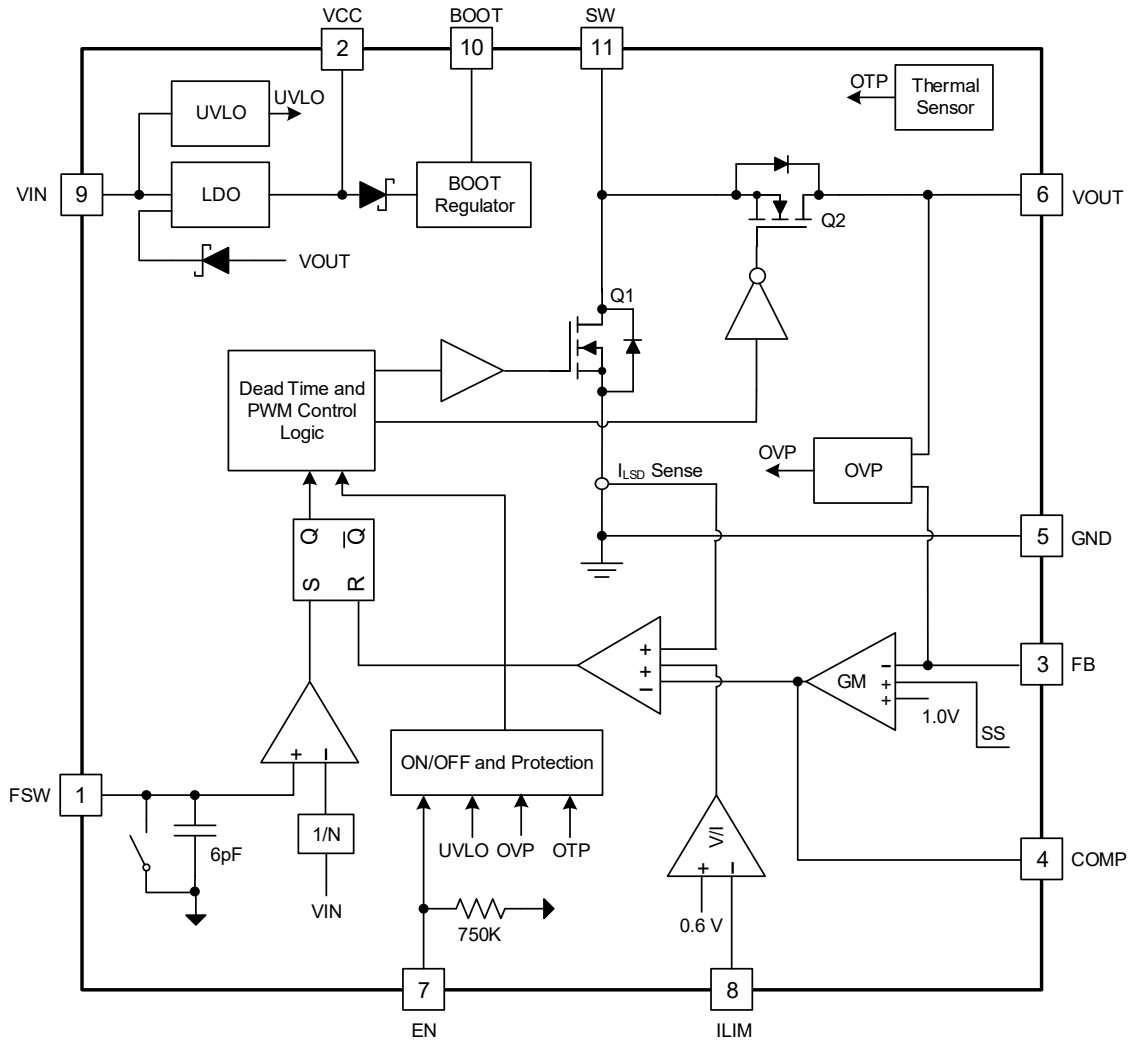 VCC
BOOT
SW
2
10
11
UVLO
UVLO
OTP
Thermal
Sensor
VIN
9
LDO
BOOT
Regulator
6
VOUT
Q2
VOUT
Q1
Dead Time and
PWM Control
Logic
OVP
OVP
ILSD Sense
Q
Q
S
R
5
GND
+
+
−
GM
−
+
+
1.0V
SS
3
FB
+
−
ON/OFF and Protection
FSW
1
6pF
1/N
VIN
UVLO
OVP
OTP
V/I
+
−
0.6 V
4
COMP
750K
7
8
EN
ILIM